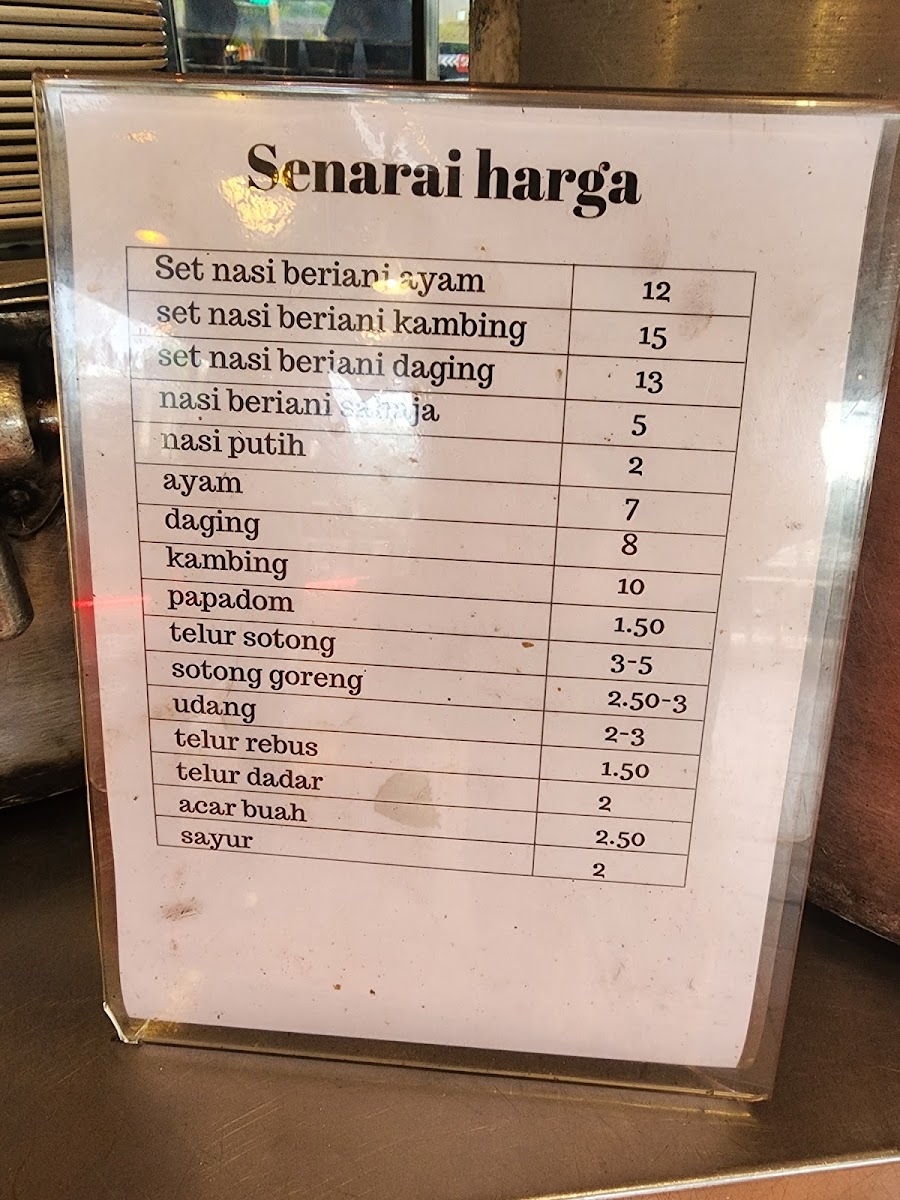 Senarai harga
Set nasi beriani ayam 12
set nasi beriani kambing 15
set nasi beriani daging 13
nasi beriani sahaja 5
nasi putih 2
ayam 7
daging 8
kambing 10
papadom 1.50
telur sotong 3-5
sotong goreng 2.50-3
udang 2-3
telur rebus 1.50
telur dadar 2
acar buah 2.50
sayur 2